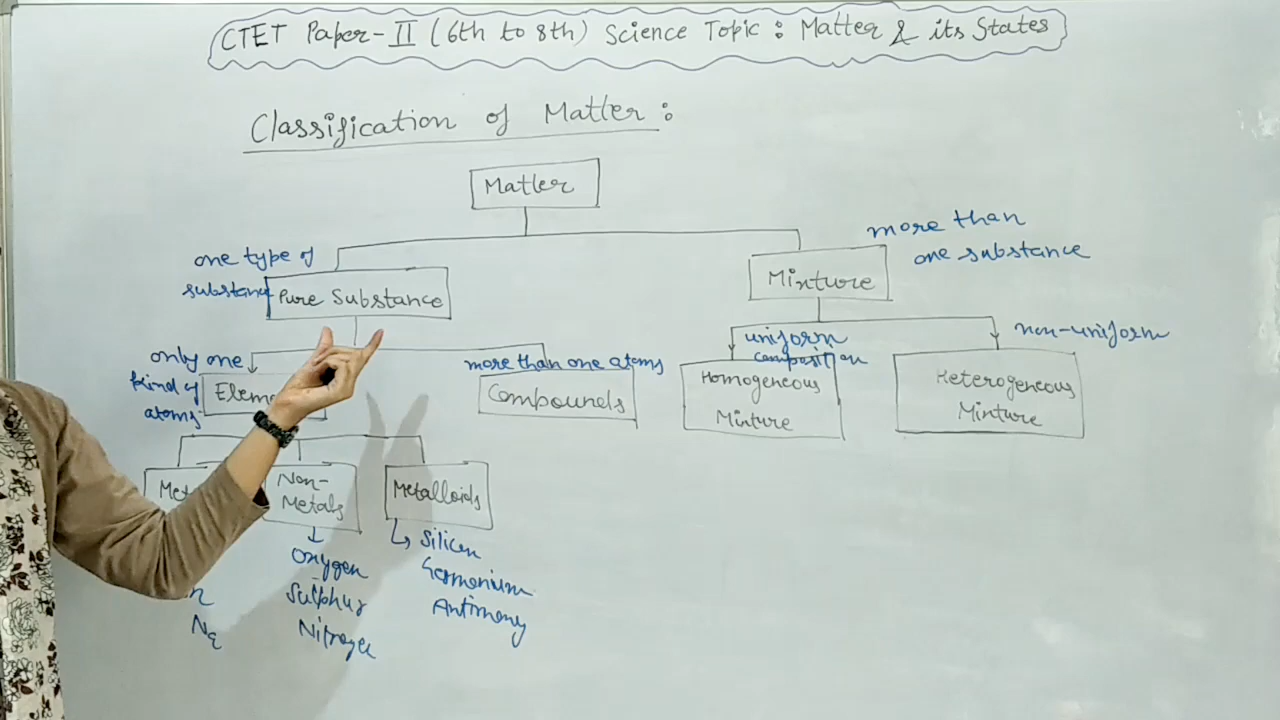 CTET Paper-II (6th to 8th) Science Topic : Matter & its States
Classification of Matter :
Matter
one type of
substance
Pure Substance
more than
one substance
Mixture
only one
kind of
atoms
Elem
more than one atoms
Compounds
uniform
composition
Homogeneous
Mixture
non-uniform
Heterogeneous
Mixture
Met
Non-
Metals
Oxygen
Sulphur
Nitrogen
Metalloids
Silicon
Germonium
Antimony